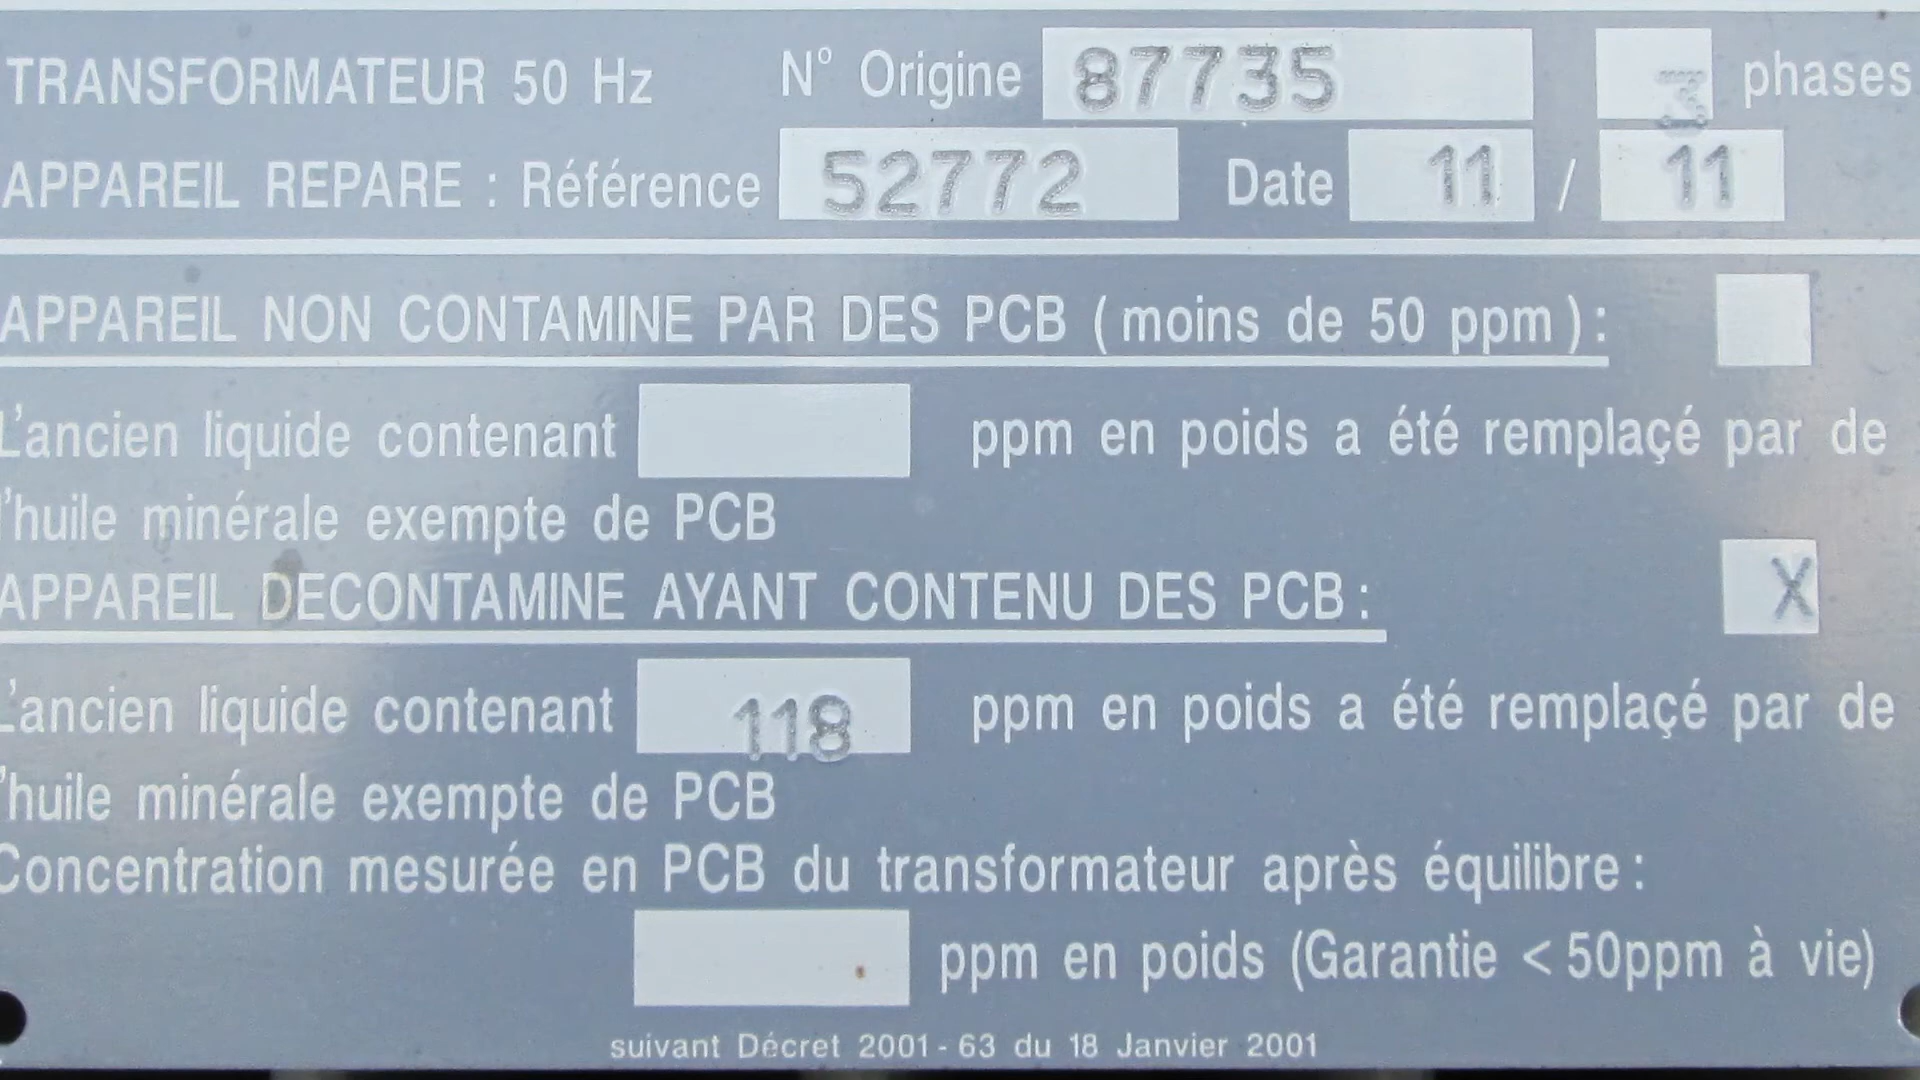 TRANSFORMATEUR 50 Hz N° Origine 87735 3 phases
APPAREIL REPARE : Référence 52772 Date 11 / 11
APPAREIL NON CONTAMINE PAR DES PCB (moins de 50 ppm) :
L'ancien liquide contenant ppm en poids a été remplaçé par de
l'huile minérale exempte de PCB
APPAREIL DECONTAMINE AYANT CONTENU DES PCB : X
L'ancien liquide contenant 118 ppm en poids a été remplaçé par de
l'huile minérale exempte de PCB
Concentration mesurée en PCB du transformateur après équilibre :
ppm en poids (Garantie < 50ppm à vie)
suivant Décret 2001 - 63 du 18 Janvier 2001